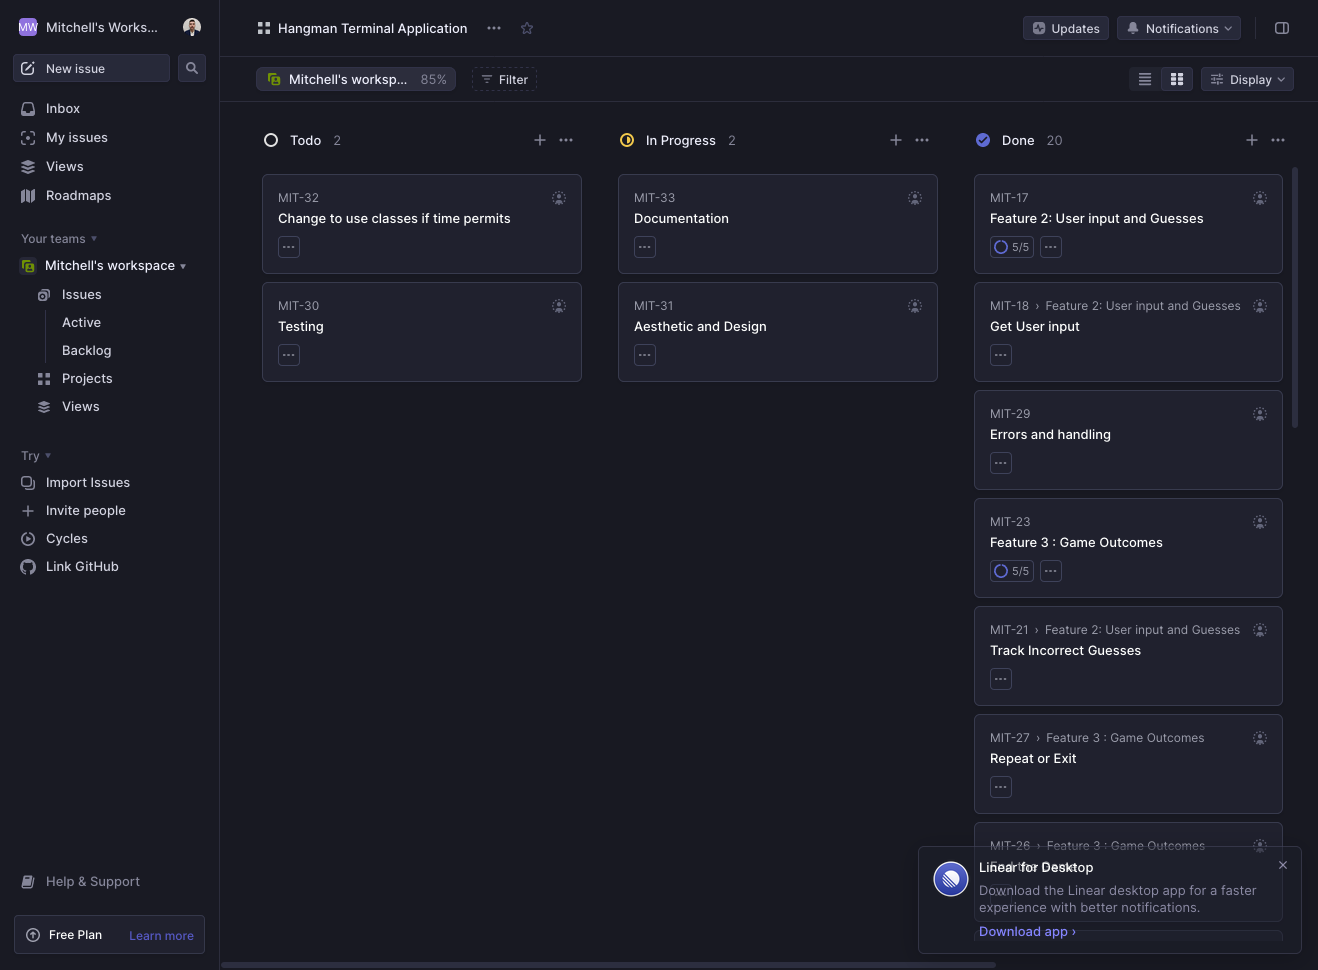 MW Mitchell's Works...
New issue
Inbox
My issues
Views
Roadmaps
Your teams
Mitchell's workspace
Issues
Active
Backlog
Projects
Views
Try
Import Issues
Invite people
Cycles
Link GitHub
Help & Support
Free Plan Learn more
Hangman Terminal Application
Updates Notifications
Mitchell's worksp... 85% Filter
Display
Todo 2
MIT-32
Change to use classes if time permits
MIT-30
Testing
In Progress 2
MIT-33
Documentation
MIT-31
Aesthetic and Design
Done 20
MIT-17
Feature 2: User input and Guesses
5/5
MIT-18 › Feature 2: User input and Guesses
Get User input
MIT-29
Errors and handling
MIT-23
Feature 3 : Game Outcomes
5/5
MIT-21 › Feature 2: User input and Guesses
Track Incorrect Guesses
MIT-27 › Feature 3 : Game Outcomes
Repeat or Exit
MIT-26 › Feature 3 : Game Outcomes
Linear for Desktop
Download the Linear desktop app for a faster
experience with better notifications.
Download app ›